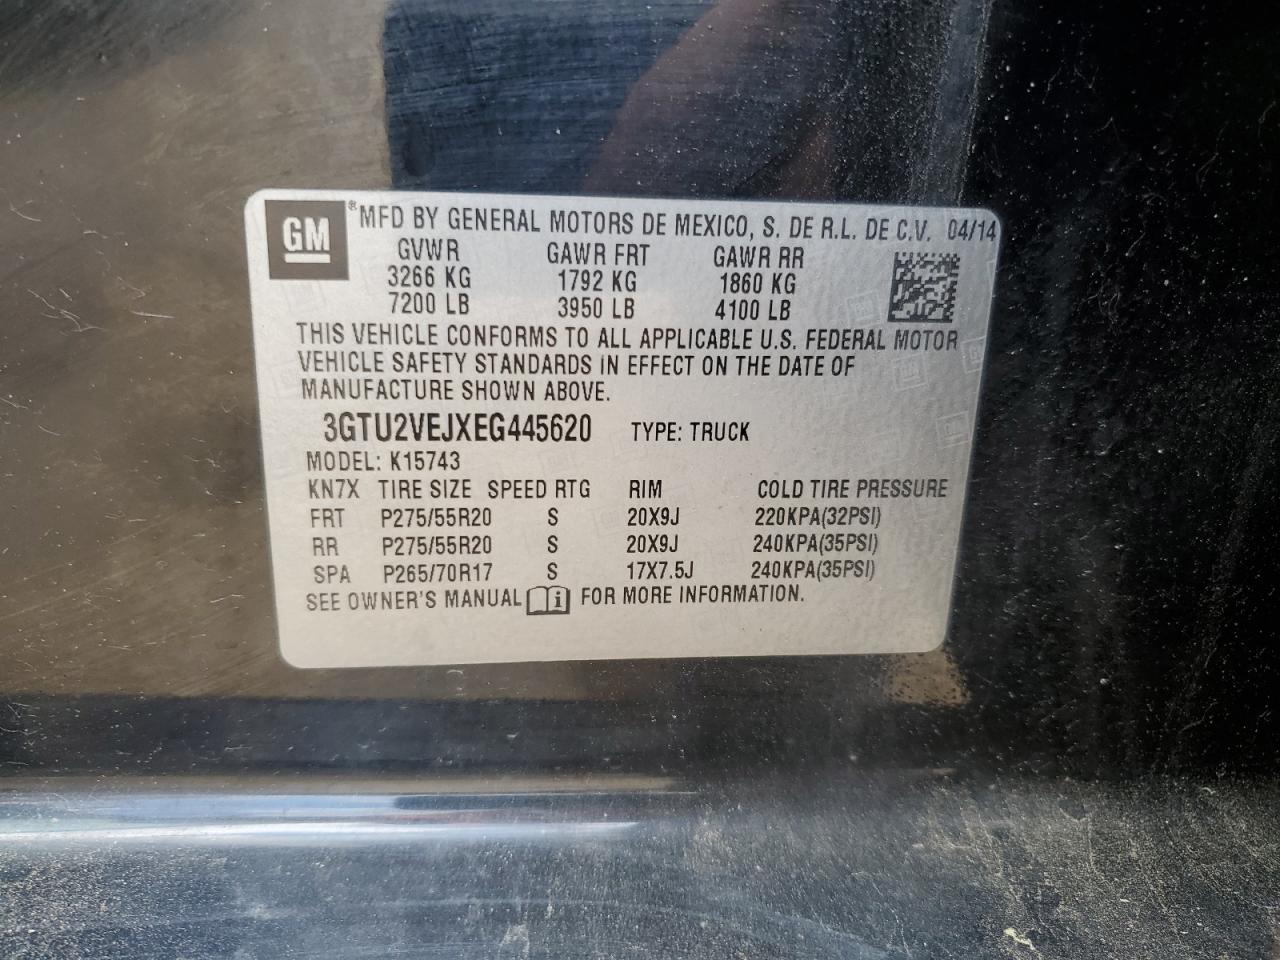 GM ® MFD BY GENERAL MOTORS DE MEXICO, S. DE R.L. DE C.V. 04/14
GVWR GAWR FRT GAWR RR
3266 KG 1792 KG 1860 KG
7200 LB 3950 LB 4100 LB
THIS VEHICLE CONFORMS TO ALL APPLICABLE U.S. FEDERAL MOTOR
VEHICLE SAFETY STANDARDS IN EFFECT ON THE DATE OF
MANUFACTURE SHOWN ABOVE.
3GTU2VEJXEG445620 TYPE: TRUCK
MODEL: K15743
KN7X TIRE SIZE SPEED RTG RIM COLD TIRE PRESSURE
FRT P275/55R20 S 20X9J 220KPA(32PSI)
RR P275/55R20 S 20X9J 240KPA(35PSI)
SPA P265/70R17 S 17X7.5J 240KPA(35PSI)
SEE OWNER'S MANUAL i FOR MORE INFORMATION.